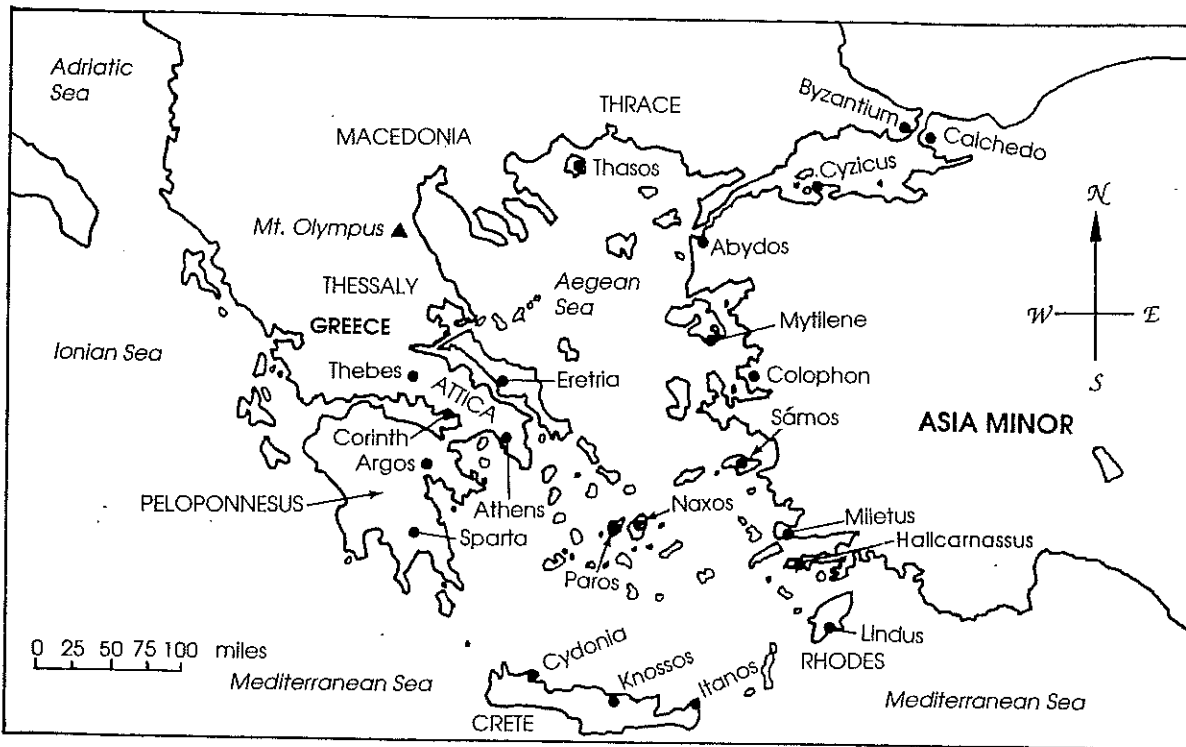 Adriatic
Sea
THRACE
MACEDONIA
Byzantium
Calchedo
Thasos
Cyzicus
N
Mt. Olympus
Abydos
THESSALY
Aegean
Sea
GREECE
W
E
Mytilene
Ionian Sea
S
Thebes
ATTICA
Eretria
Colophon
Corinth
Sámos
ASIA MINOR
Argos
PELOPONNESUS
Athens
Naxos
Sparta
Miletus
Halicarnassus
Paros
0 25 50 75 100 miles
Cydonia
Lindus
Knossos
Itanos
RHODES
Mediterranean Sea
Mediterranean Sea
CRETE